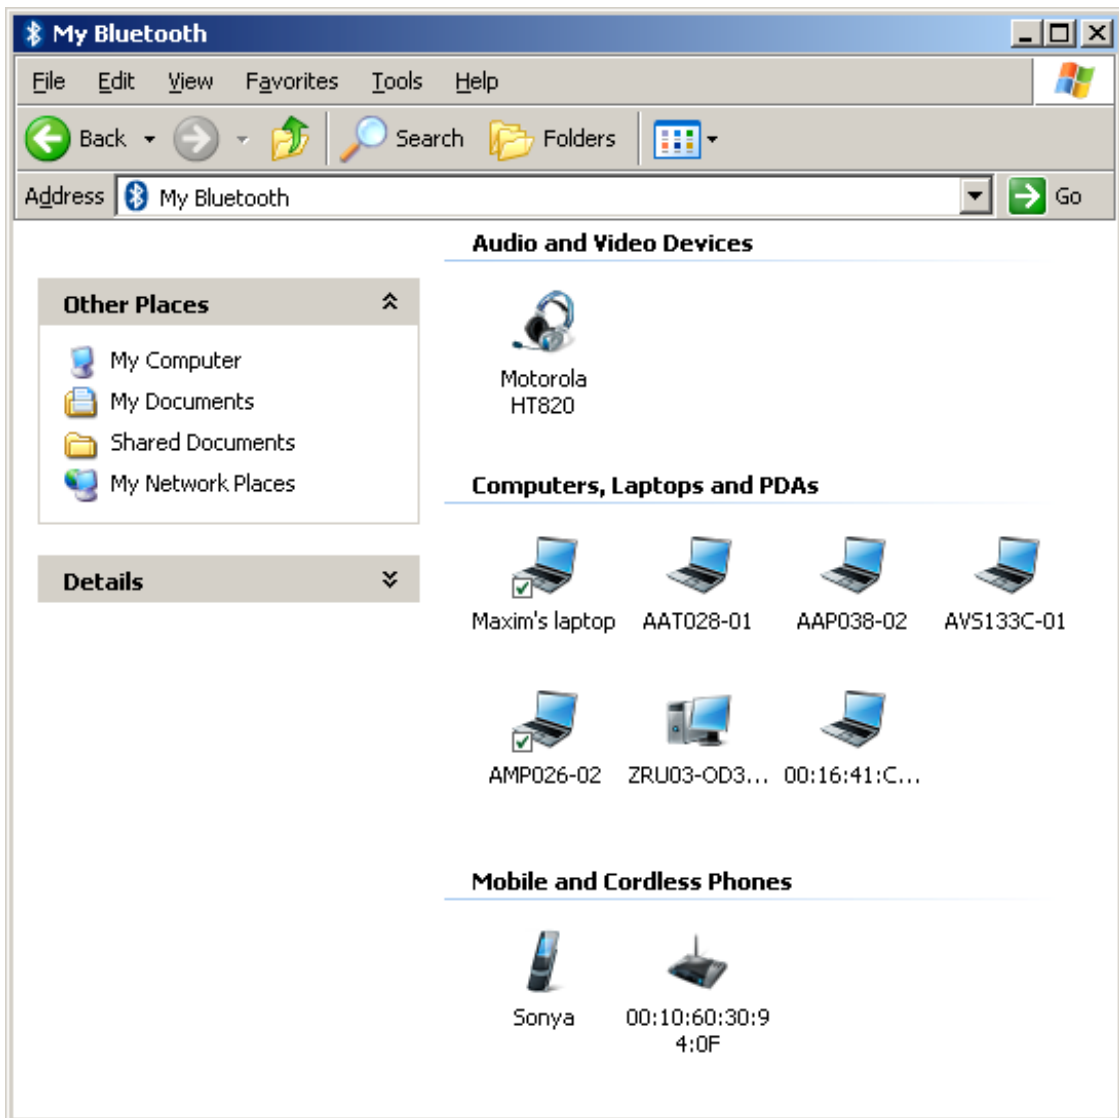 My Bluetooth
File Edit View Favorites Tools Help
Back Search Folders
Address My Bluetooth Go
Audio and Video Devices
Other Places
My Computer
My Documents
Shared Documents
My Network Places
Details
Motorola
HT820
Computers, Laptops and PDAs
Maxim's laptop AAT028-01 AAP038-02 AVS133C-01
AMP026-02 ZRU03-OD3... 00:16:41:C...
Mobile and Cordless Phones
Sonya 00:10:60:30:9
4:0F